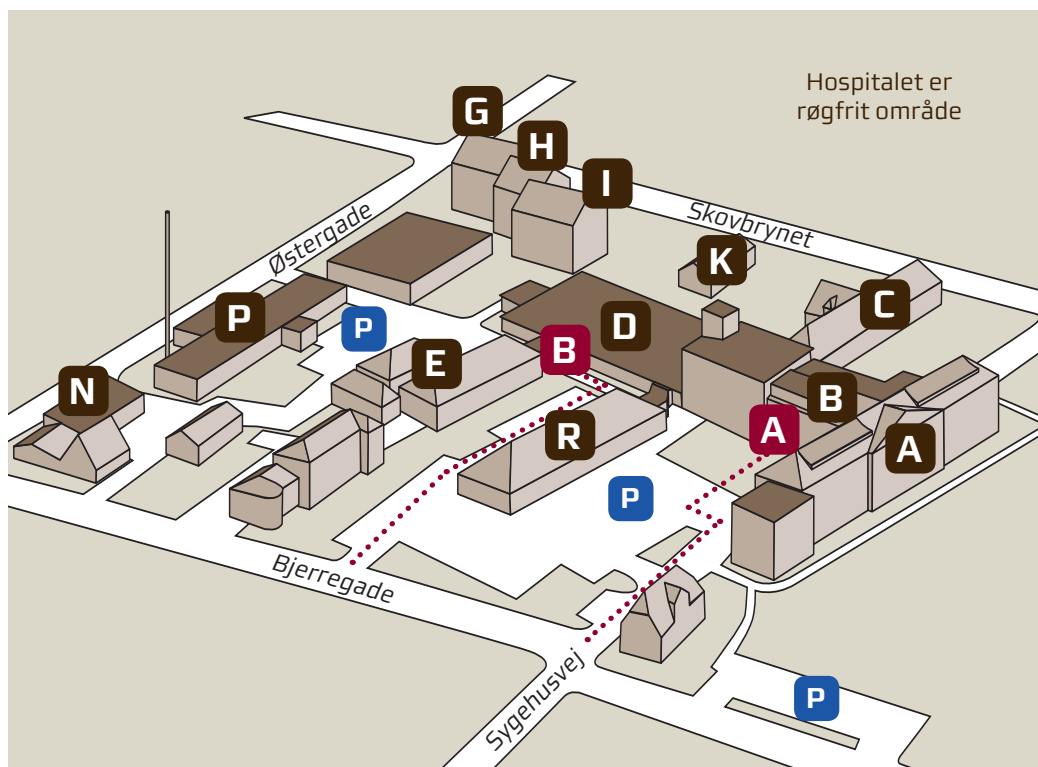 Hospitalet er
røgfrit område
G
H
I
Skovbrynet
Østergade
K
C
P
P
D
B
E
N
B
A
A
R
P
Bjerregade
Sygehusvej
P